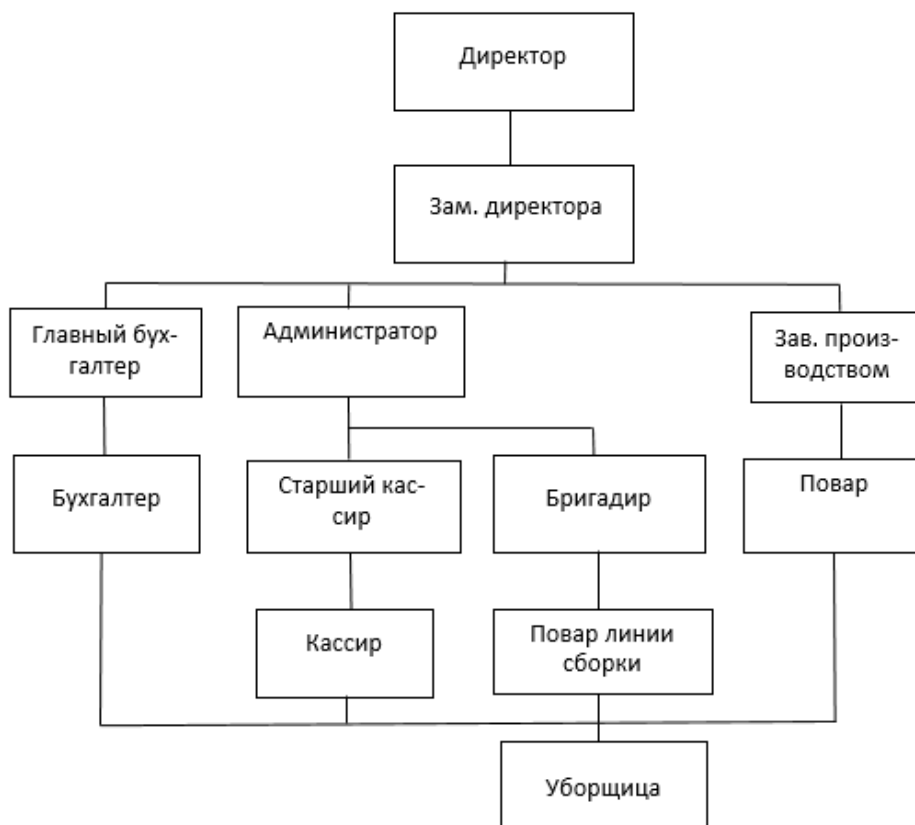 Директор
Зам. директора
Главный бух-
галтер
Администратор
Зав. произ-
водством
Бухгалтер
Старший кас-
сир
Бригадир
Повар
Кассир
Повар линии
сборки
Уборщица